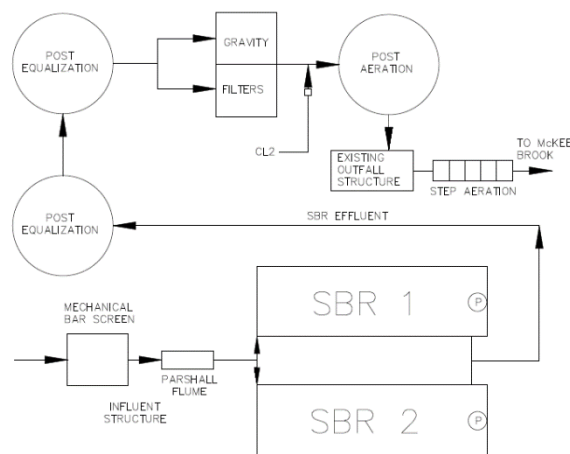 POST
EQUALIZATION
GRAVITY
FILTERS
POST
AERATION
CL2
EXISTING
OUTFALL
STRUCTURE
TO McKEE
BROOK
STEP AERATION
POST
EQUALIZATION
SBR EFFLUENT
MECHANICAL
BAR SCREEN
SBR 1
P
PARSHALL
FLUME
INFLUENT
STRUCTURE
SBR 2
P